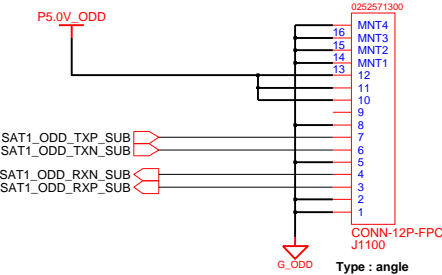 0252571300
P5.0V_ODD
MNT4
16
MNT3
15
MNT2
14
MNT1
13
12
11
10
9
8
SAT1_ODD_TXP_SUB
7
SAT1_ODD_TXN_SUB
6
5
SAT1_ODD_RXN_SUB
4
SAT1_ODD_RXP_SUB
3
2
1
CONN-12P-FPC
J1100
G_ODD
Type : angle